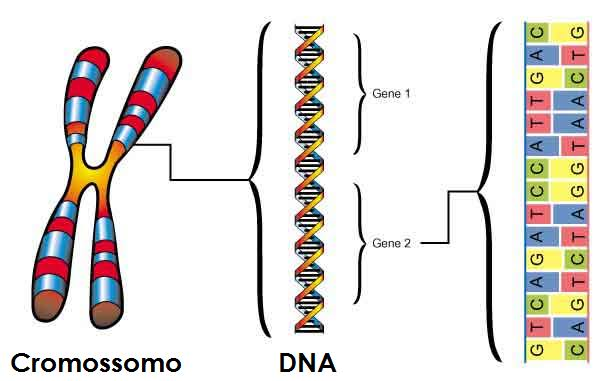 Gene 1
Gene 2
G T C A G A T C C A T T G A C
C A G T C T A G G T A A C T G
Cromossomo
DNA